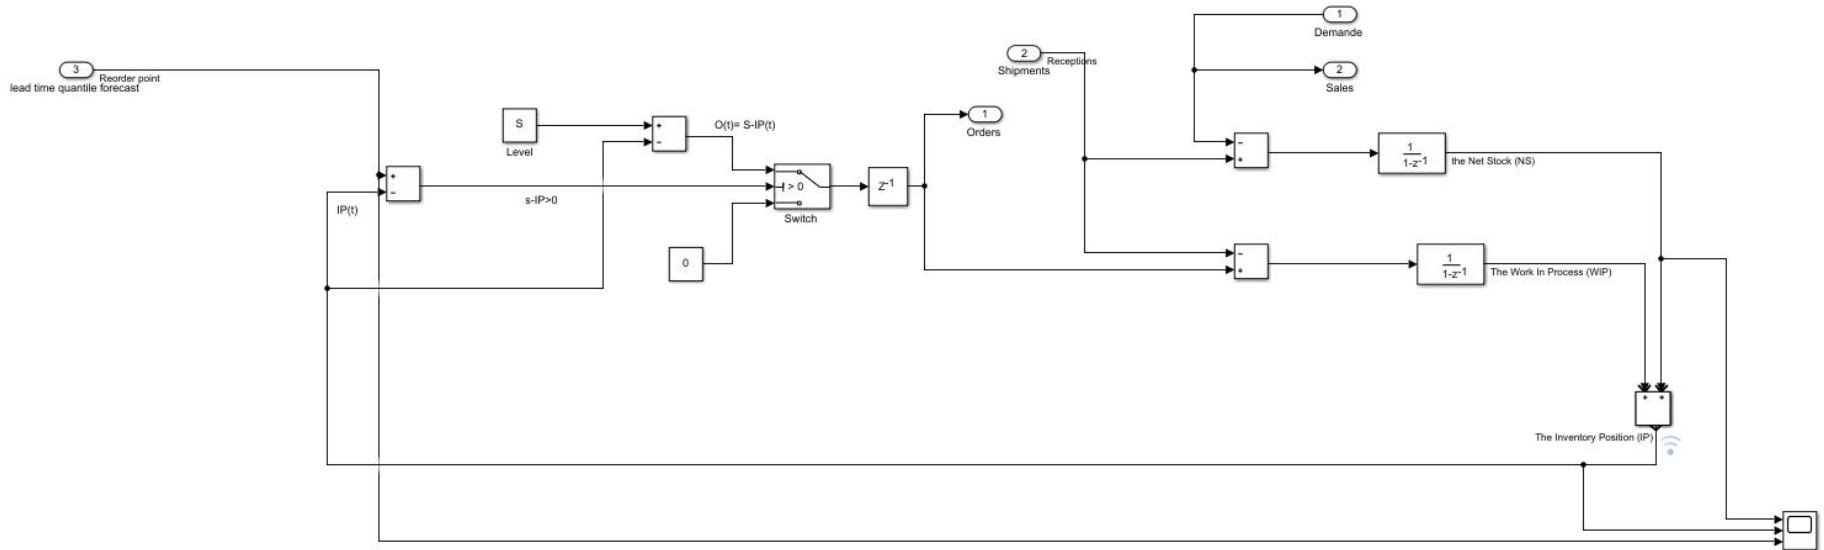 1
Demande
2
Shipments
Receptions
3
Reorder point
lead time quantile forecast
2
Sales
S
Level
+
−
O(t)= S-IP(t)
1
Orders
−
+
1
1-z-1
the Net Stock (NS)
+
−
IP(t)
s-IP>0
> 0
Switch
Z-1
0
−
+
1
1-z-1
The Work In Process (WIP)
+ +
The Inventory Position (IP)